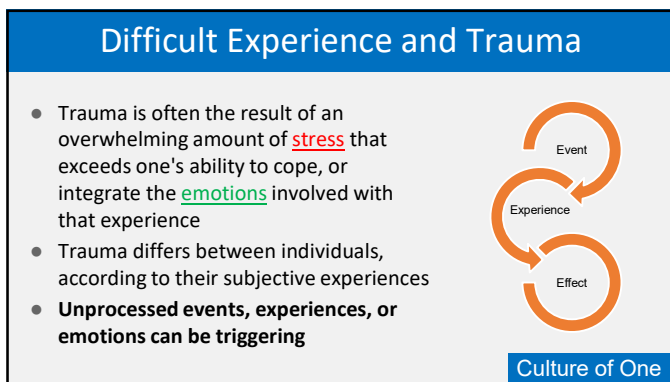 Difficult Experience and Trauma
● Trauma is often the result of an
overwhelming amount of stress that
exceeds one's ability to cope, or
integrate the emotions involved with
that experience
● Trauma differs between individuals,
according to their subjective experiences
● Unprocessed events, experiences, or
emotions can be triggering
Event
Experience
Effect
Culture of One